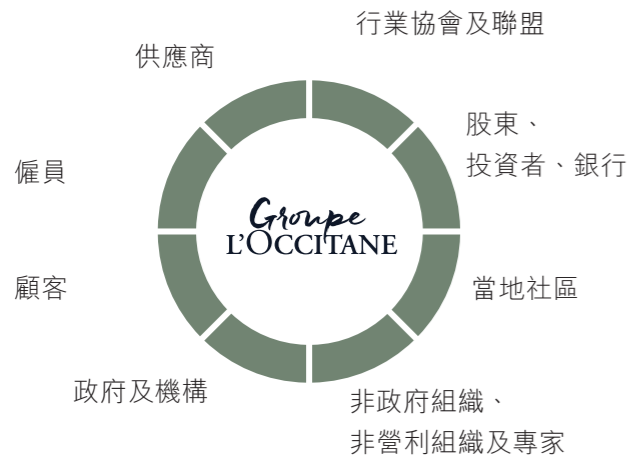 行業協會及聯盟
供應商
股東、
投資者、銀行
僱員
Groupe
L'OCCITANE
顧客
當地社區
政府及機構
非政府組織、
非營利組織及專家